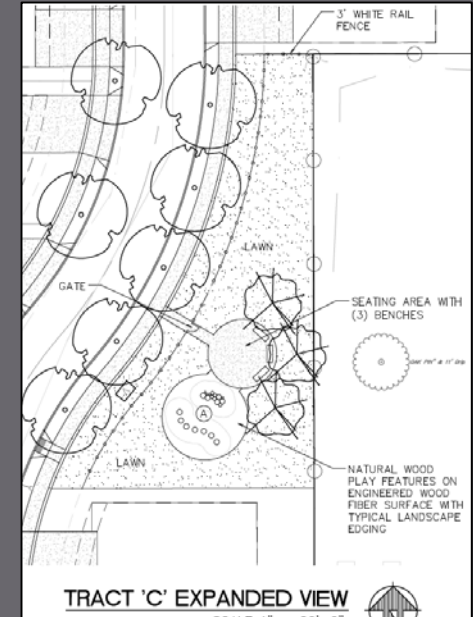 3' WHITE RAIL
FENCE
LAWN
GATE
SEATING AREA WITH
(3) BENCHES
A
LAWN
NATURAL WOOD
PLAY FEATURES ON
ENGINEERED WOOD
FIBER SURFACE WITH
TYPICAL LANDSCAPE
EDGING
TRACT 'C' EXPANDED VIEW